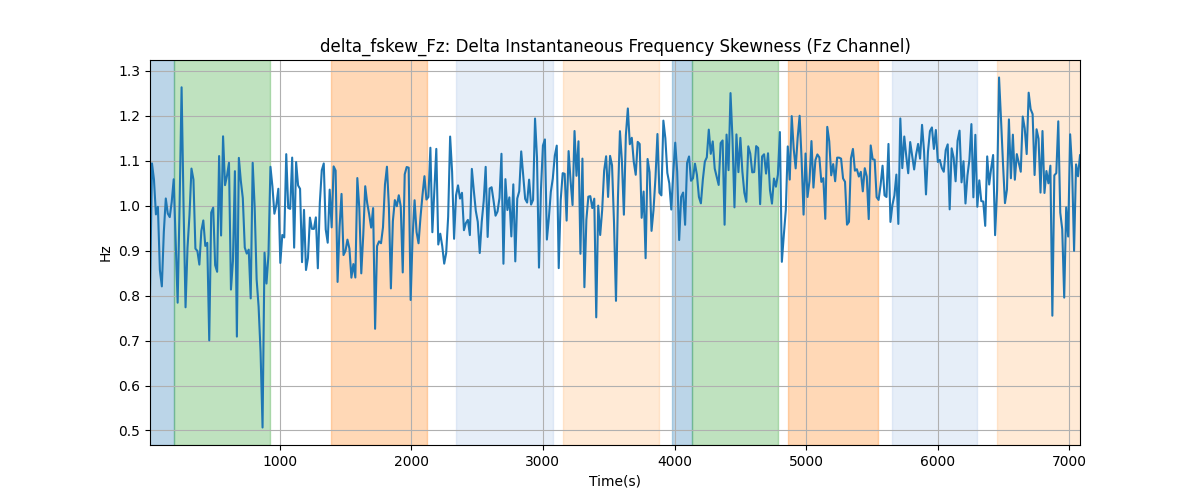 delta_fskew_Fz: Delta Instantaneous Frequency Skewness (Fz Channel)
1.3
1.2
1.1
1.0
0.9
0.8
0.7
0.6
0.5
Hz
1000 2000 3000 4000 5000 6000 7000
Time(s)